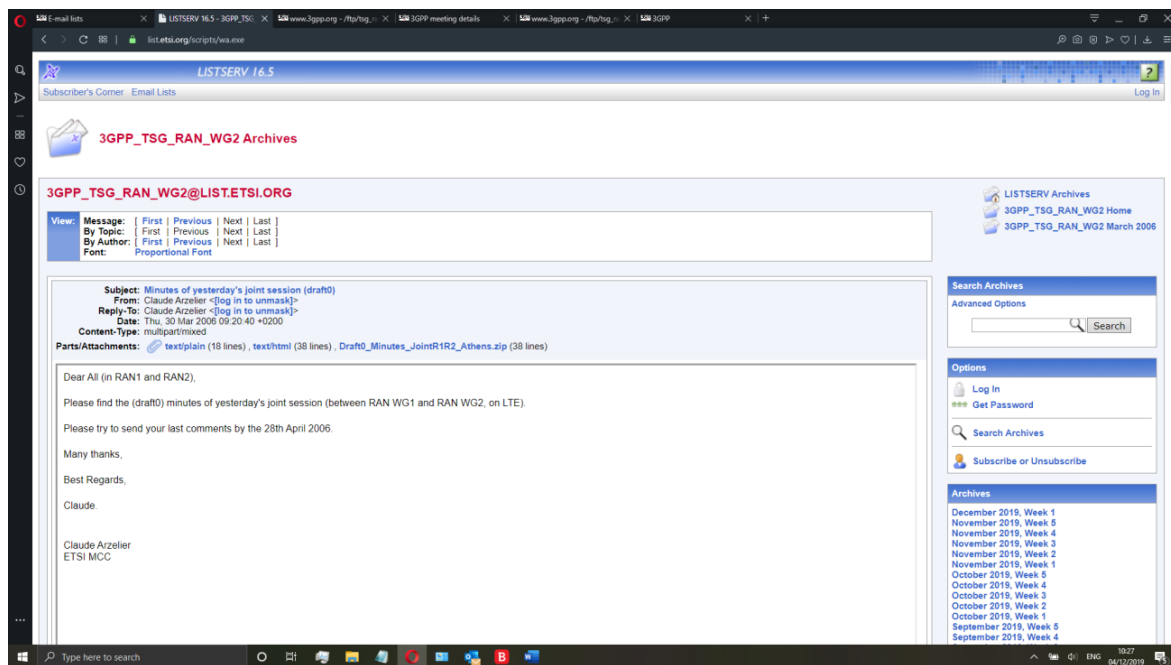 E-mail lists
LISTSERV 16.5 - 3GPP_TSG_
www.3gpp.org - /ftp/tsg_r
3GPP meeting details
www.3gpp.org - /ftp/tsg_r
3GPP
list.etsi.org/scripts/wa.exe
LISTSERV 16.5
Subscriber's Corner Email Lists
Log In
3GPP_TSG_RAN_WG2 Archives
3GPP_TSG_RAN_WG2@LIST.ETSI.ORG
View:
Message: [ First | Previous | Next | Last ]
By Topic: [ First | Previous | Next | Last ]
By Author: [ First | Previous | Next | Last ]
Font: Proportional Font
LISTSERV Archives
3GPP_TSG_RAN_WG2 Home
3GPP_TSG_RAN_WG2 March 2006
Subject: Minutes of yesterday's joint session (draft0)
From: Claude Arzelier <[log in to unmask]>
Reply-To: Claude Arzelier <[log in to unmask]>
Date: Thu, 30 Mar 2006 09:20:40 +0200
Content-Type: multipart/mixed
Parts/Attachments: text/plain (18 lines) , text/html (38 lines) , Draft0_Minutes_JointR1R2_Athens.zip (38 lines)
Dear All (in RAN1 and RAN2),
Please find the (draft0) minutes of yesterday's joint session (between RAN WG1 and RAN WG2, on LTE).
Please try to send your last comments by the 28th April 2006.
Many thanks,
Best Regards,
Claude.
Claude Arzelier
ETSI MCC
Search Archives
Advanced Options
Search
Options
Log In
Get Password
Search Archives
Subscribe or Unsubscribe
Archives
December 2019, Week 1
November 2019, Week 5
November 2019, Week 4
November 2019, Week 3
November 2019, Week 2
November 2019, Week 1
October 2019, Week 5
October 2019, Week 4
October 2019, Week 3
October 2019, Week 2
October 2019, Week 1
September 2019, Week 5
September 2019, Week 4
Type here to search
ENG
10:27
04/12/2019